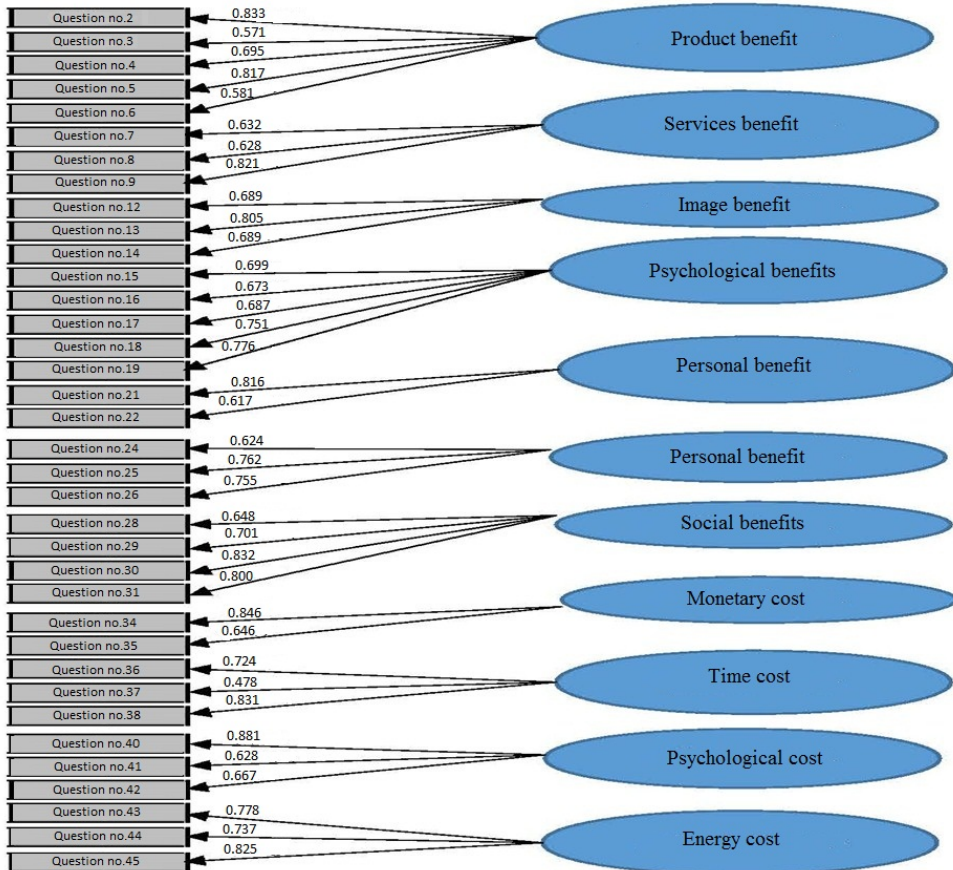 Question no.2
0.833
Question no.3
0.571
Question no.4
0.695
Question no.5
0.817
Question no.6
0.581
Product benefit
Question no.7
0.632
Question no.8
0.628
Question no.9
0.821
Services benefit
Question no.12
0.689
Question no.13
0.805
Question no.14
0.689
Image benefit
Question no.15
0.699
Question no.16
0.673
Question no.17
0.687
Question no.18
0.751
Question no.19
0.776
Psychological benefits
Question no.21
0.816
Question no.22
0.617
Personal benefit
Question no.24
0.624
Question no.25
0.762
Question no.26
0.755
Personal benefit
Question no.28
0.648
Question no.29
0.701
Question no.30
0.832
Question no.31
0.800
Social benefits
Question no.34
0.846
Question no.35
0.646
Monetary cost
Question no.36
0.724
Question no.37
0.478
Question no.38
0.831
Time cost
Question no.40
0.881
Question no.41
0.628
Question no.42
0.667
Psychological cost
Question no.43
0.778
Question no.44
0.737
Question no.45
0.825
Energy cost